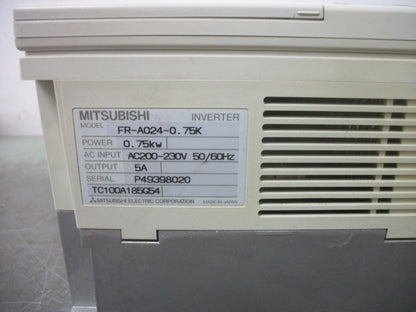 MITSUBISHI INVERTER
MODEL FR-A024-0.75K
POWER 0.75kw
AC INPUT AC200-230V 50/60Hz
OUTPUT 5A
SERIAL P49398020
TC100A185G54
MITSUBISHI ELECTRIC CORPORATION MADE IN JAPAN